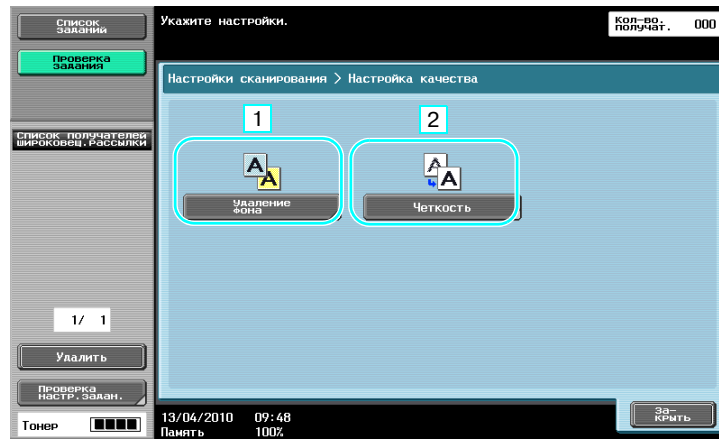 Список
заданий
Укажите настройки.
Кол-во.
получат. 000
Проверка
задания
Настройки сканирования > Настройка качества
1
2
Список получателей
широковещ.рассылки
A
A
A
A
Удаление
фона
Четкость
1/ 1
Удалить
Проверка
настр.задан.
Тонер
13/04/2010 09:48
Память 100%
За-
крыть